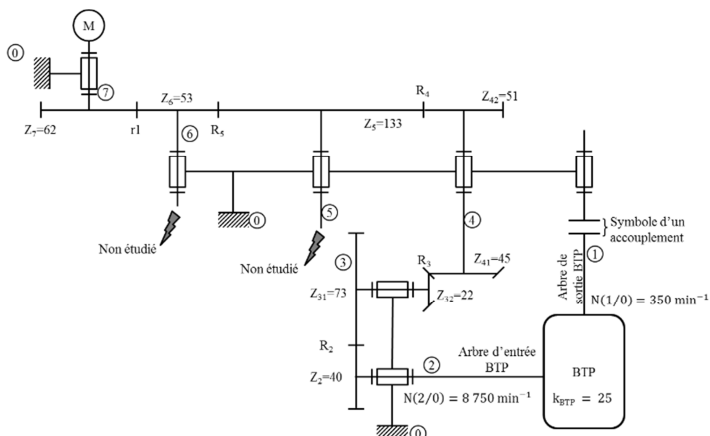 M
0
7
Z₆=53
R₄
Z₄₂=51
Z₇=62
r1
6
R₅
Z₅=133
0
5
4
Non étudié
Non étudié
Symbole d'un
accouplement
1
Arbre de
sortie BTP
N(1/0) = 350 min⁻¹
3
R₃
Z₄₁=45
Z₃₁=73
Z₃₂=22
R₂
2
Arbre d'entrée
BTP
Z₂=40
N(2/0) = 8 750 min⁻¹
BTP
k_BTP = 25
0